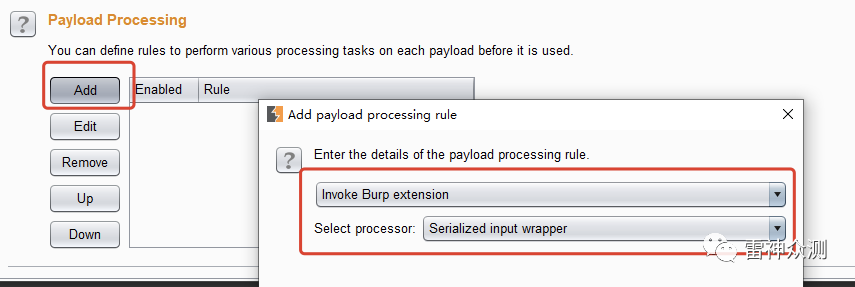 ?
Payload Processing
You can define rules to perform various processing tasks on each payload before it is used.
Add
Enabled
Rule
Edit
Remove
Up
Down
Add payload processing rule
?
Enter the details of the payload processing rule.
Invoke Burp extension
Select processor: Serialized input wrapper
雷神众测